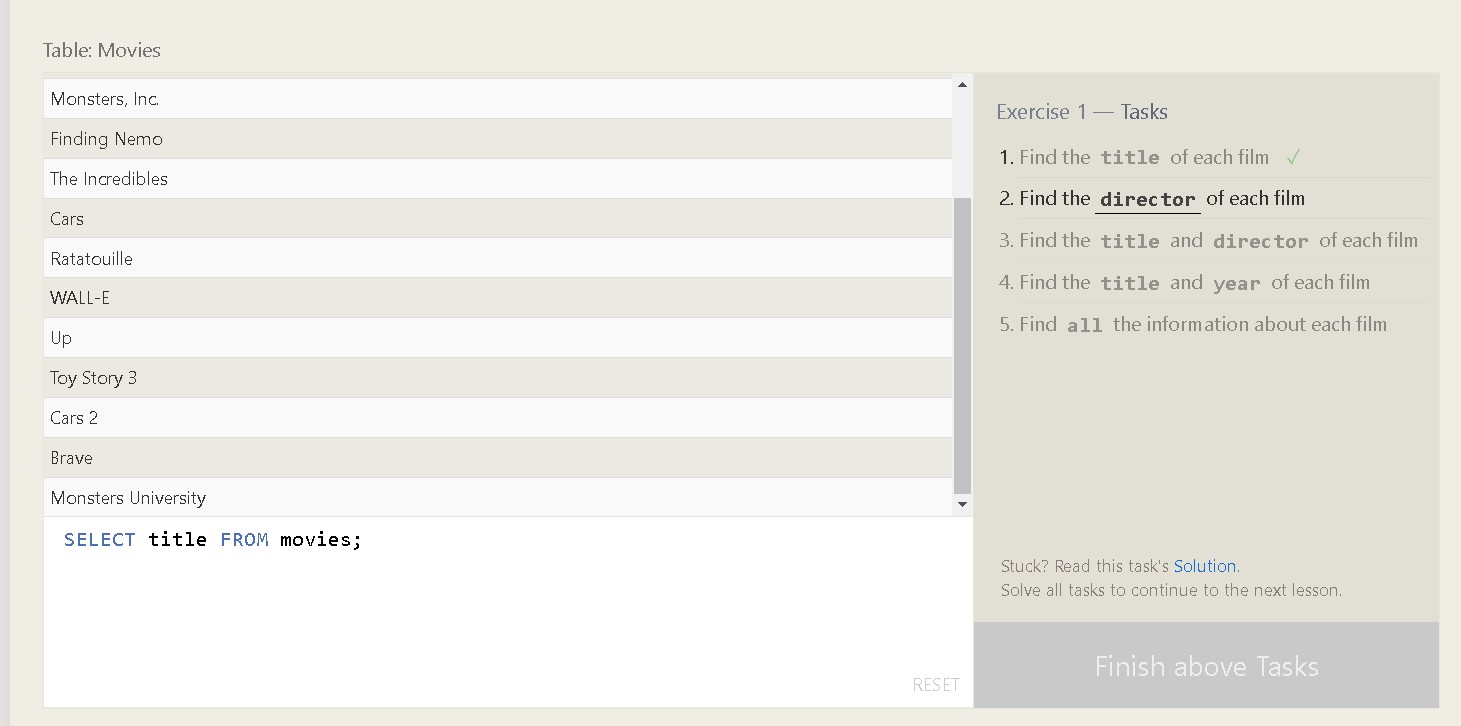 Table: Movies
Monsters, Inc.
Finding Nemo
The Incredibles
Cars
Ratatouille
WALL-E
Up
Toy Story 3
Cars 2
Brave
Monsters University
SELECT title FROM movies;
RESET
Exercise 1 — Tasks
1. Find the title of each film ✓
2. Find the director of each film
3. Find the title and director of each film
4. Find the title and year of each film
5. Find all the information about each film
Stuck? Read this task's Solution.
Solve all tasks to continue to the next lesson.
Finish above Tasks